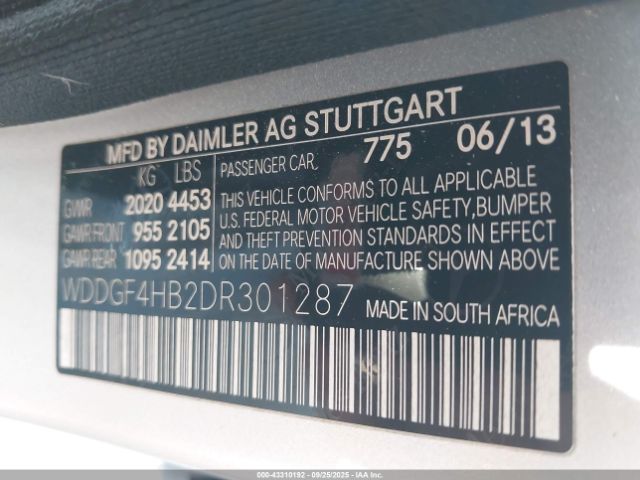 MFD BY DAIMLER AG STUTTGART
KG LBS
GVWR 2020 4453
GAWR FRONT 955 2105
GAWR REAR 1095 2414
PASSENGER CAR, 775 06/13
THIS VEHICLE CONFORMS TO ALL APPLICABLE
U.S. FEDERAL MOTOR VEHICLE SAFETY,BUMPER
AND THEFT PREVENTION STANDARDS IN EFFECT
ON THE DATE OF MANUFACTURE SHOWN ABOVE
WDDGF4HB2DR301287
MADE IN SOUTH AFRICA
000-43310192 - 09/25/2025 - IAAI.COM